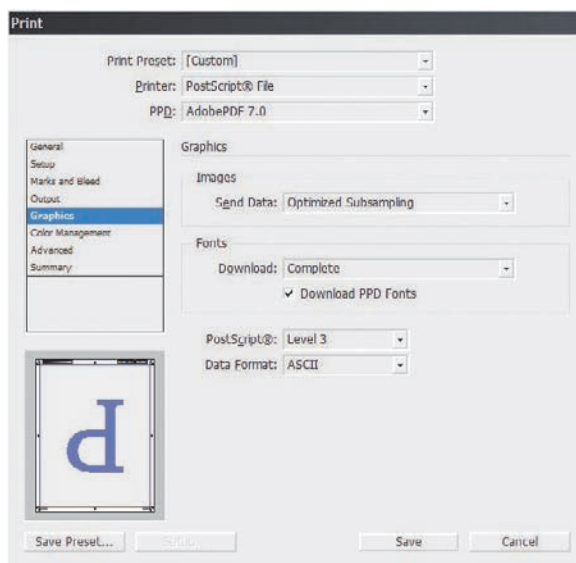 Print
Print Preset: [Custom]
Printer: PostScript® File
PPD: AdobePDF 7.0
General
Setup
Marks and Bleed
Output
Graphics
Color Management
Advanced
Summary
Graphics
Images
Send Data: Optimized Subsampling
Fonts
Download: Complete
Download PPD Fonts
PostScript®: Level 3
Data Format: ASCII
P
Save Preset...
Setup...
Save
Cancel